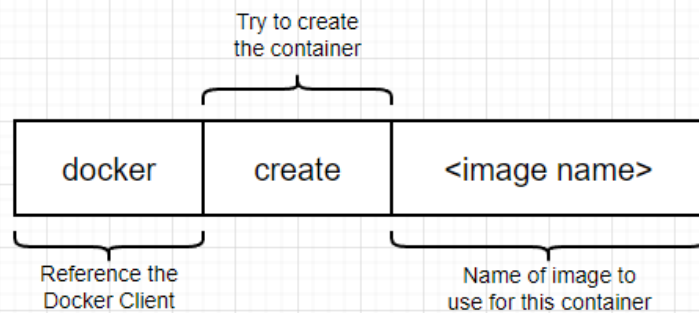 Try to create
the container
docker
create
<image name>
Reference the
Docker Client
Name of image to
use for this container